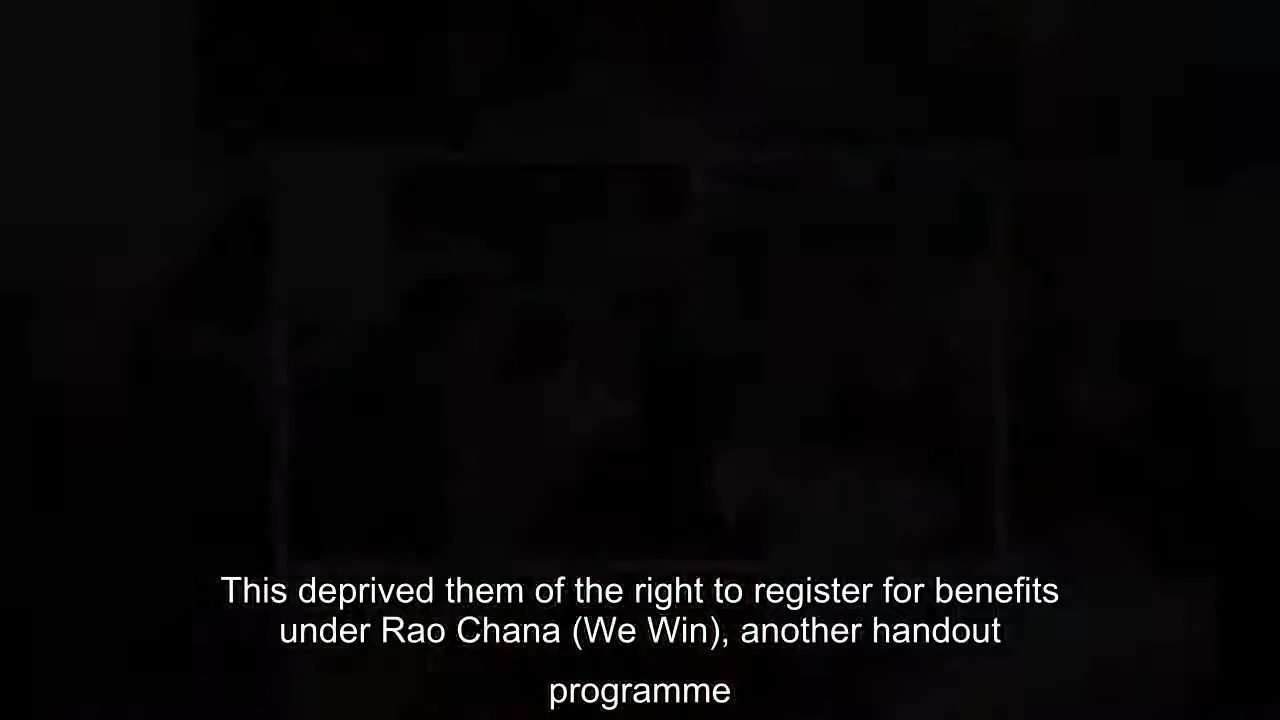 This deprived them of the right to register for benefits
under Rao Chana (We Win), another handout
programme